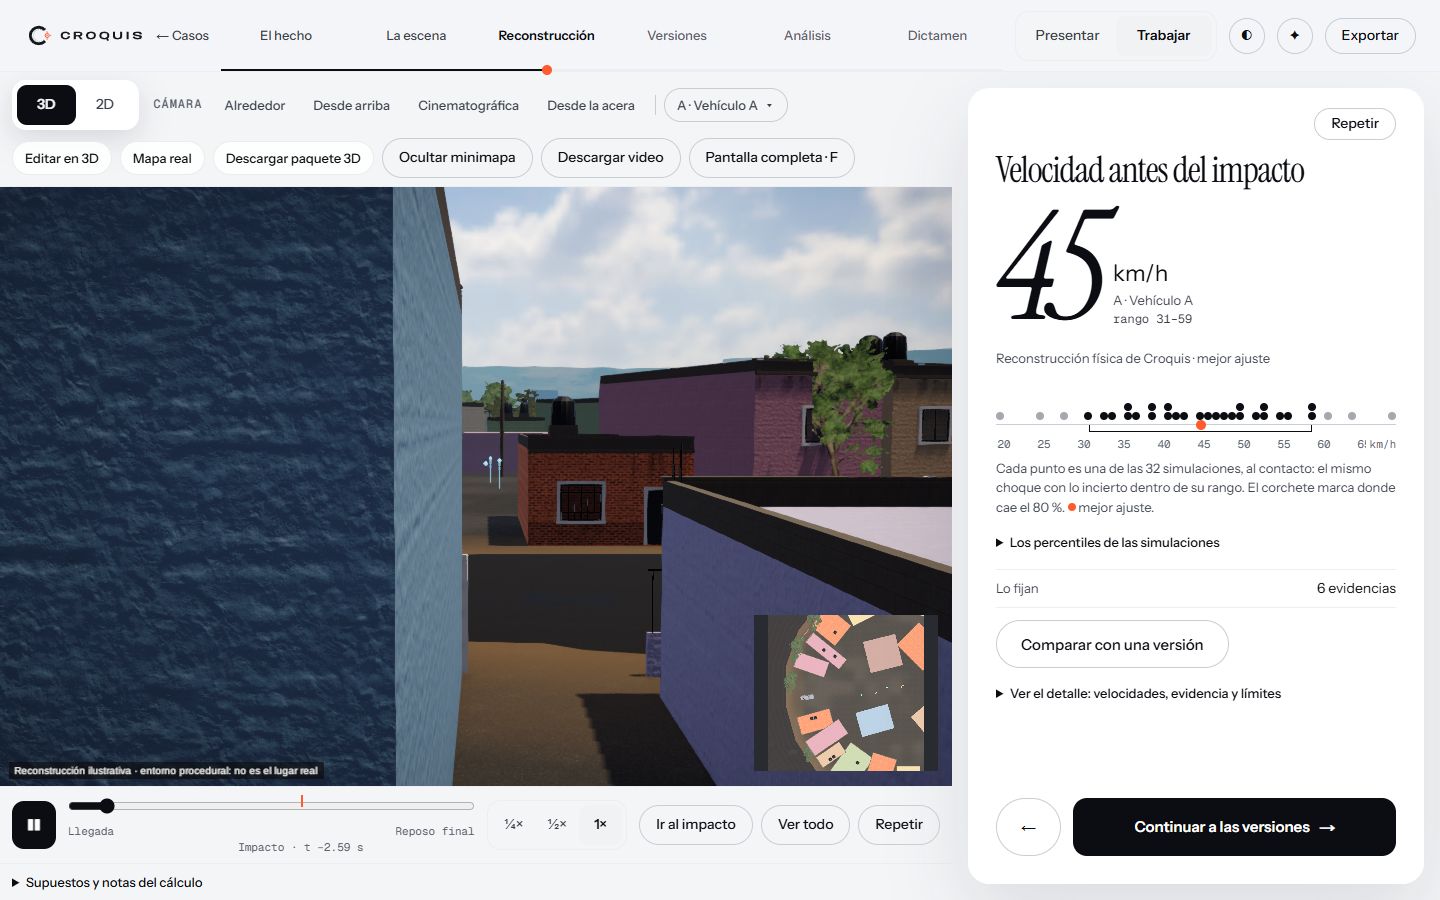 CROQUIS
← Casos
El hecho
La escena
Reconstrucción
Versiones
Análisis
Dictamen
Presentar
Trabajar
Exportar
3D
2D
CÁMARA
Alrededor
Desde arriba
Cinematográfica
Desde la acera
A · Vehículo A
Editar en 3D
Mapa real
Descargar paquete 3D
Ocultar minimapa
Descargar video
Pantalla completa · F
Reconstrucción ilustrativa · entorno procedural: no es el lugar real
Llegada
Reposo final
Impacto · t −2.59 s
¼×
½×
1×
Ir al impacto
Ver todo
Repetir
Supuestos y notas del cálculo
Repetir
Velocidad antes del impacto
45
km/h
A · Vehículo A
rango 31–59
Reconstrucción física de Croquis · mejor ajuste
20 25 30 35 40 45 50 55 60 km/h
Cada punto es una de las 32 simulaciones, al contacto: el mismo
choque con lo incierto dentro de su rango. El corchete marca donde
cae el 80 %. mejor ajuste.
Los percentiles de las simulaciones
Lo fijan
6 evidencias
Comparar con una versión
Ver el detalle: velocidades, evidencia y límites
←
Continuar a las versiones →